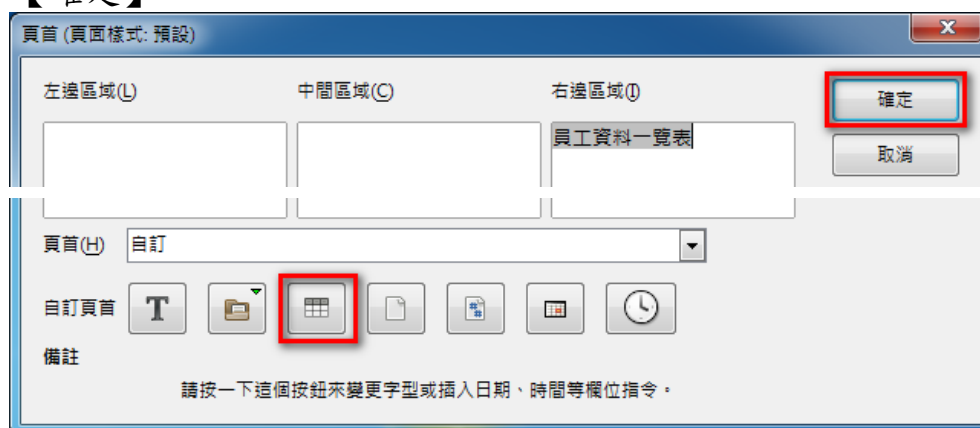 【確定】
頁首 (頁面樣式: 預設)
左邊區域(L) 中間區域(C) 右邊區域(I)
確定
員工資料一覽表
取消
頁首(H) 自訂
自訂頁首 T
備註
請按一下這個按鈕來變更字型或插入日期、時間等欄位指令。